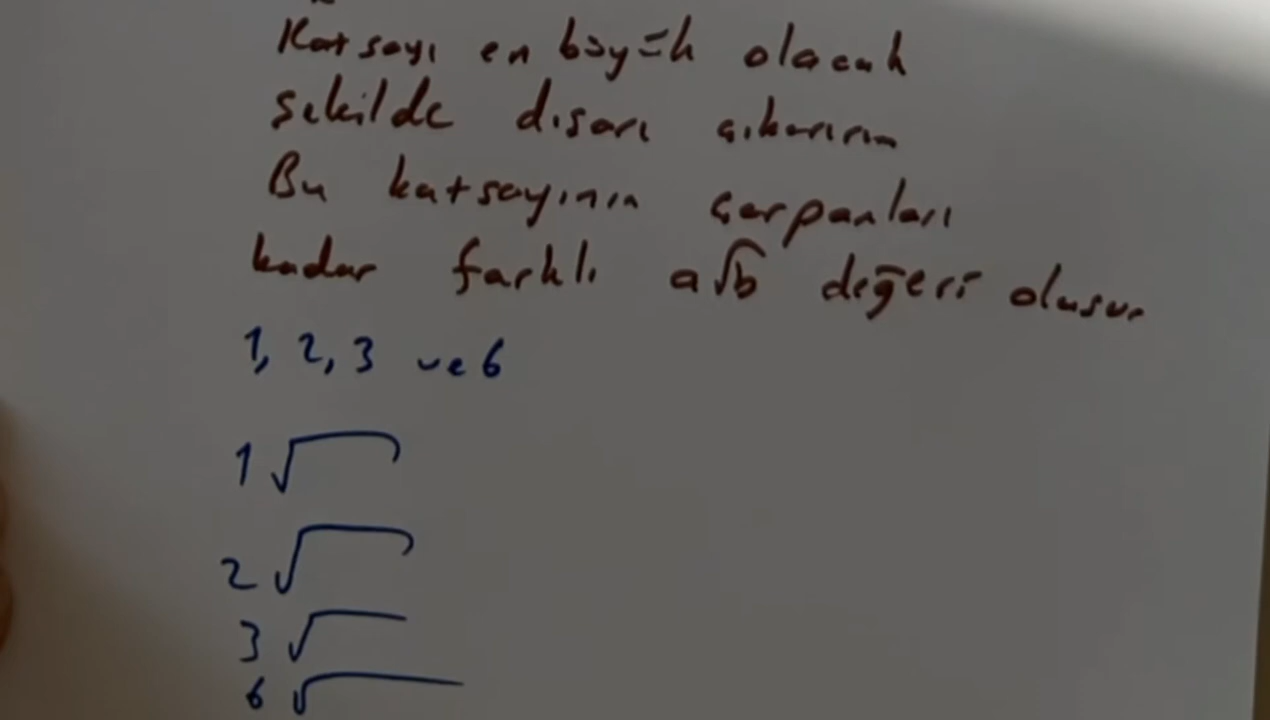 Katsayı en büyük olacak
şekilde dışarı çıkarırım
Bu katsayının çarpanları
kadar farklı a√b değeri oluşur
1, 2, 3 ve 6
1√
2√
3√
6√